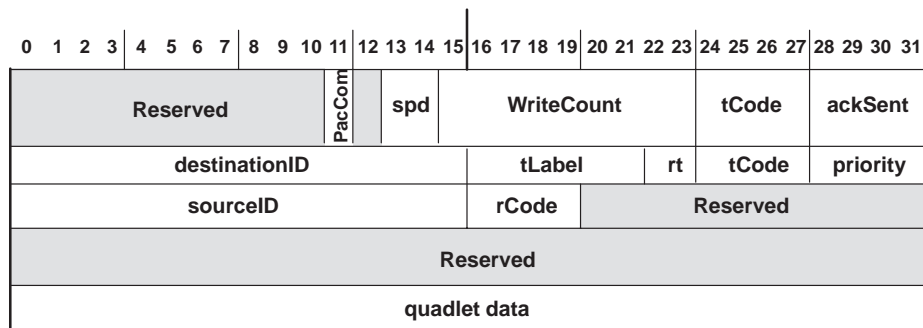 0 1 2 3 4 5 6 7 8 9 10 11 12 13 14 15 16 17 18 19 20 21 22 23 24 25 26 27 28 29 30 31
Reserved PacCom spd WriteCount tCode ackSent
destinationID tLabel rt tCode priority
sourceID rCode Reserved
Reserved
quadlet data